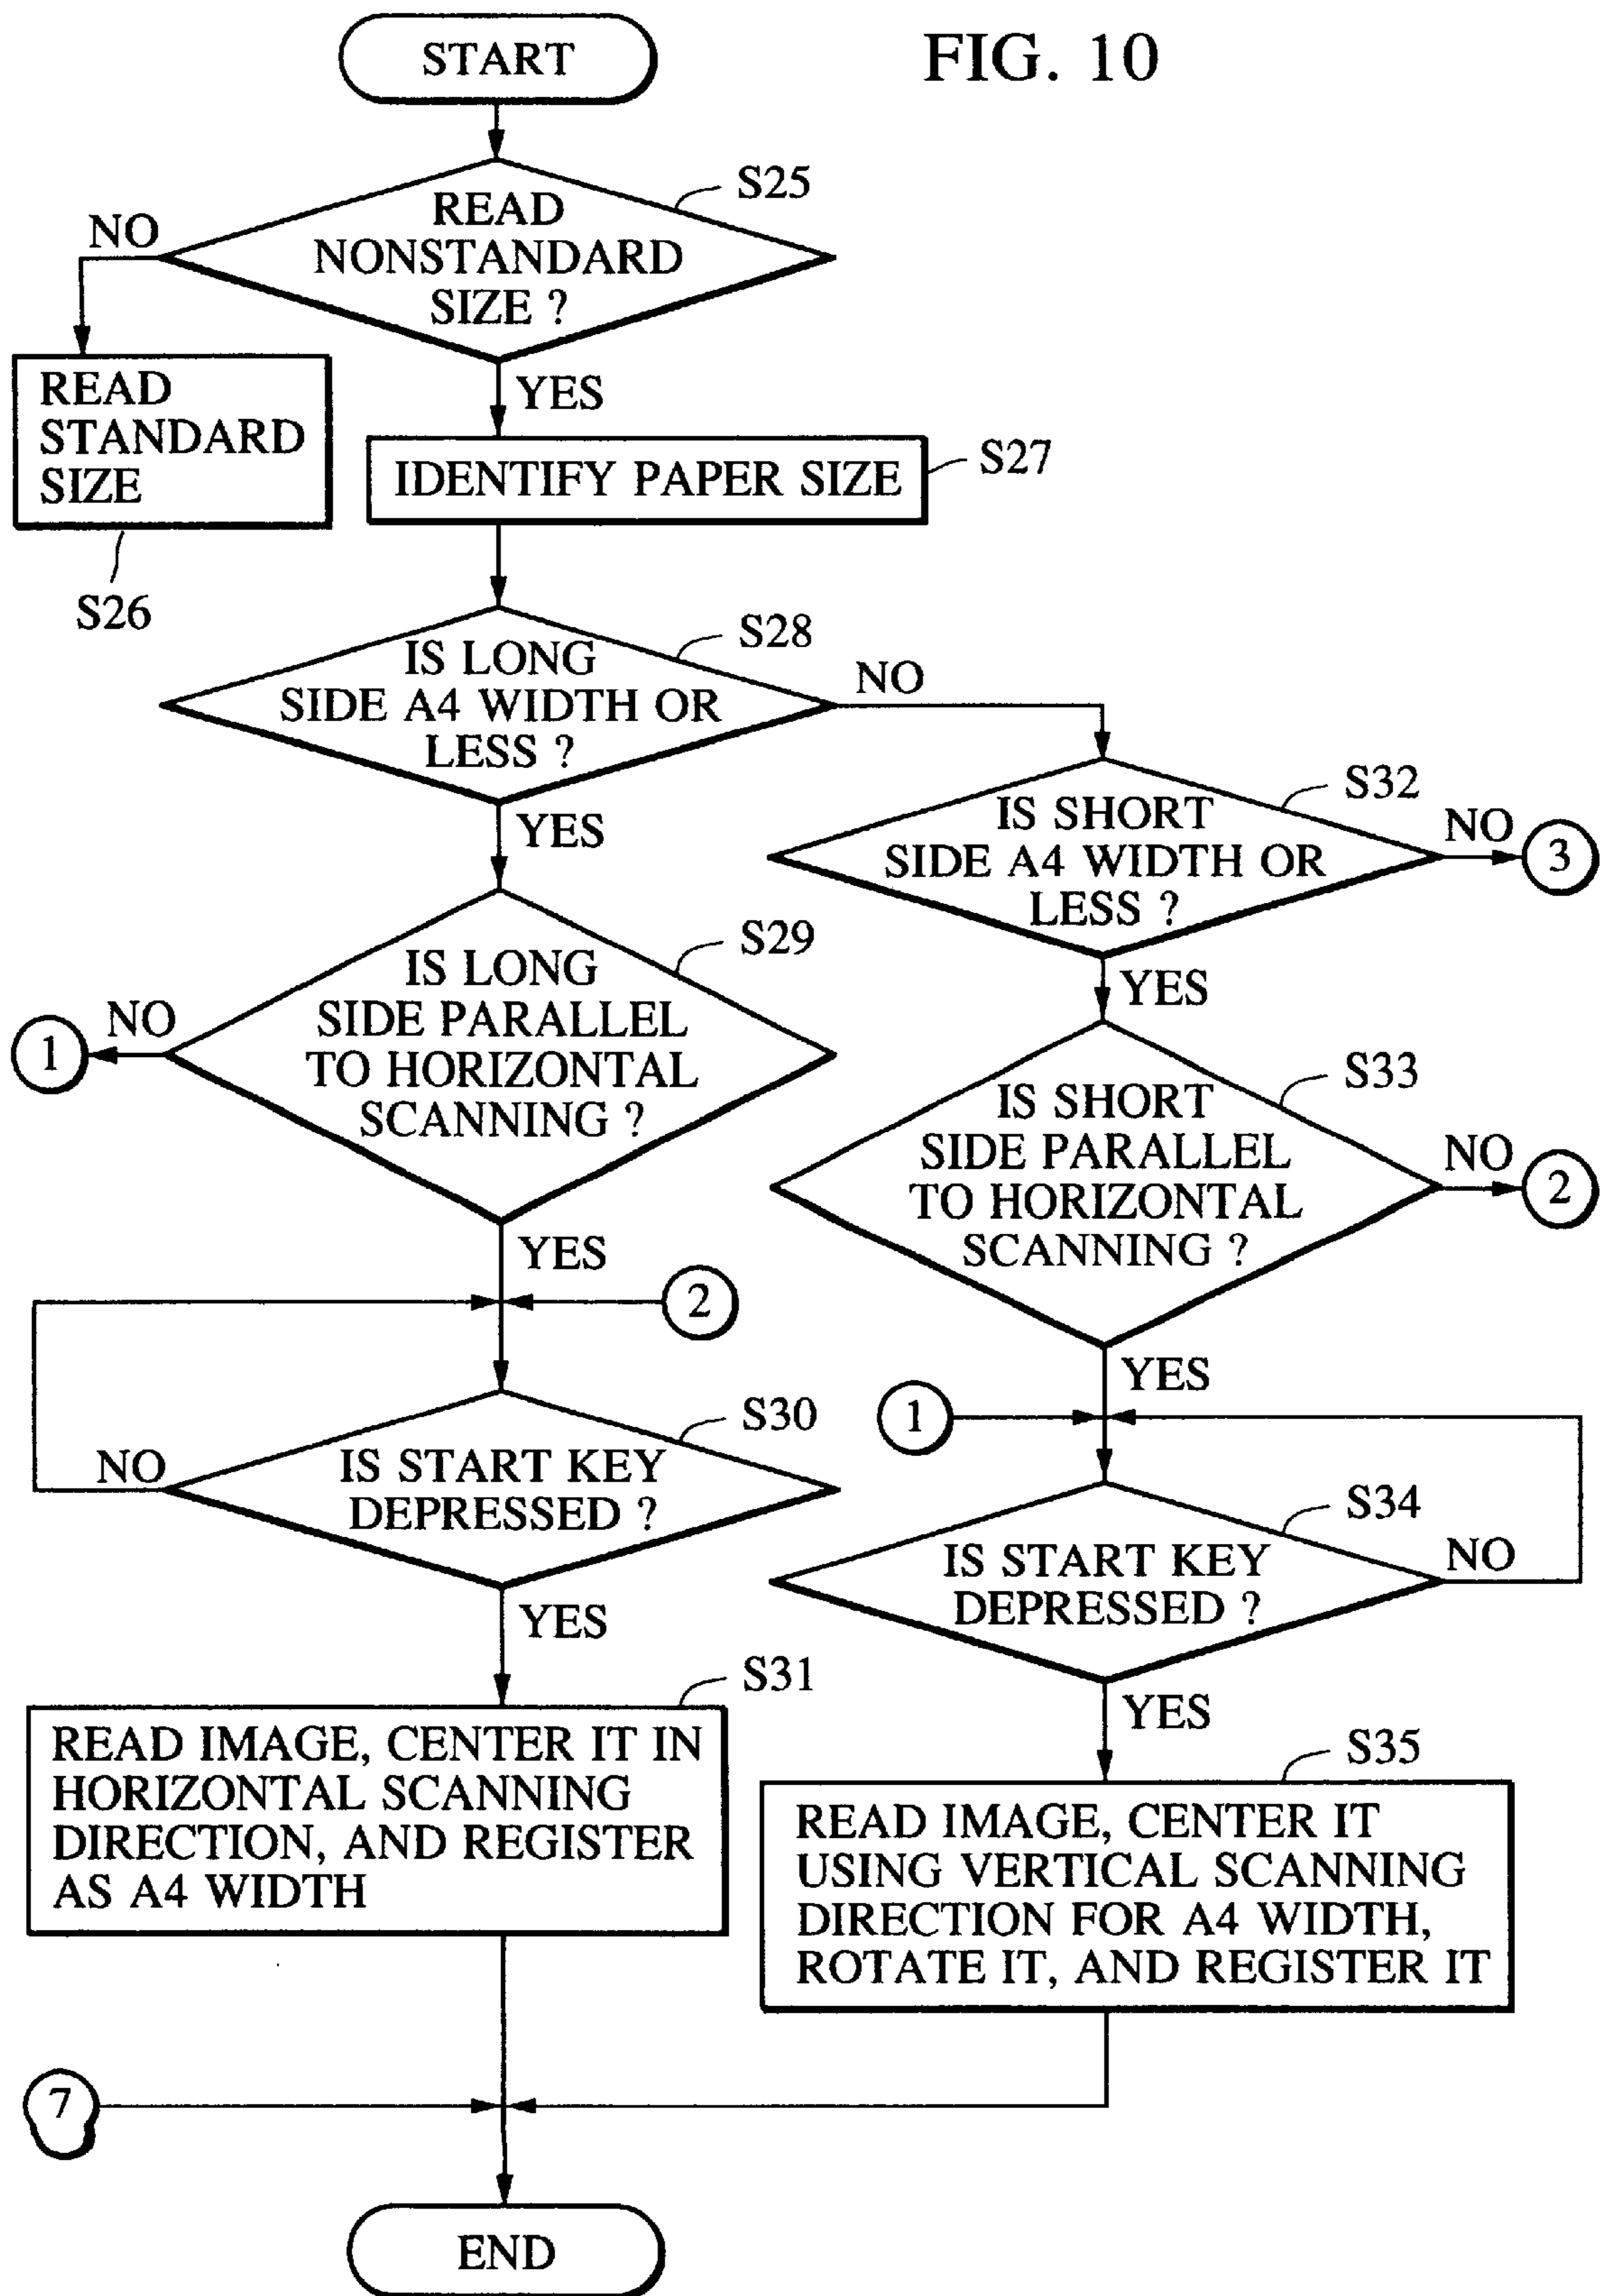 FIG. 10
START
S25
READ
NONSTANDARD
SIZE ?
NO
YES
READ
STANDARD
SIZE
S26
IDENTIFY PAPER SIZE
S27
S28
IS LONG
SIDE A4 WIDTH OR
LESS ?
NO
YES
S32
IS SHORT
SIDE A4 WIDTH OR
LESS ?
NO
3
YES
S29
IS LONG
SIDE PARALLEL
TO HORIZONTAL
SCANNING ?
NO
1
YES
S33
IS SHORT
SIDE PARALLEL
TO HORIZONTAL
SCANNING ?
NO
2
YES
2
1
S30
IS START KEY
DEPRESSED ?
NO
YES
S34
IS START KEY
DEPRESSED ?
NO
YES
S31
READ IMAGE, CENTER IT IN
HORIZONTAL SCANNING
DIRECTION, AND REGISTER
AS A4 WIDTH
S35
READ IMAGE, CENTER IT
USING VERTICAL SCANNING
DIRECTION FOR A4 WIDTH,
ROTATE IT, AND REGISTER IT
7
END